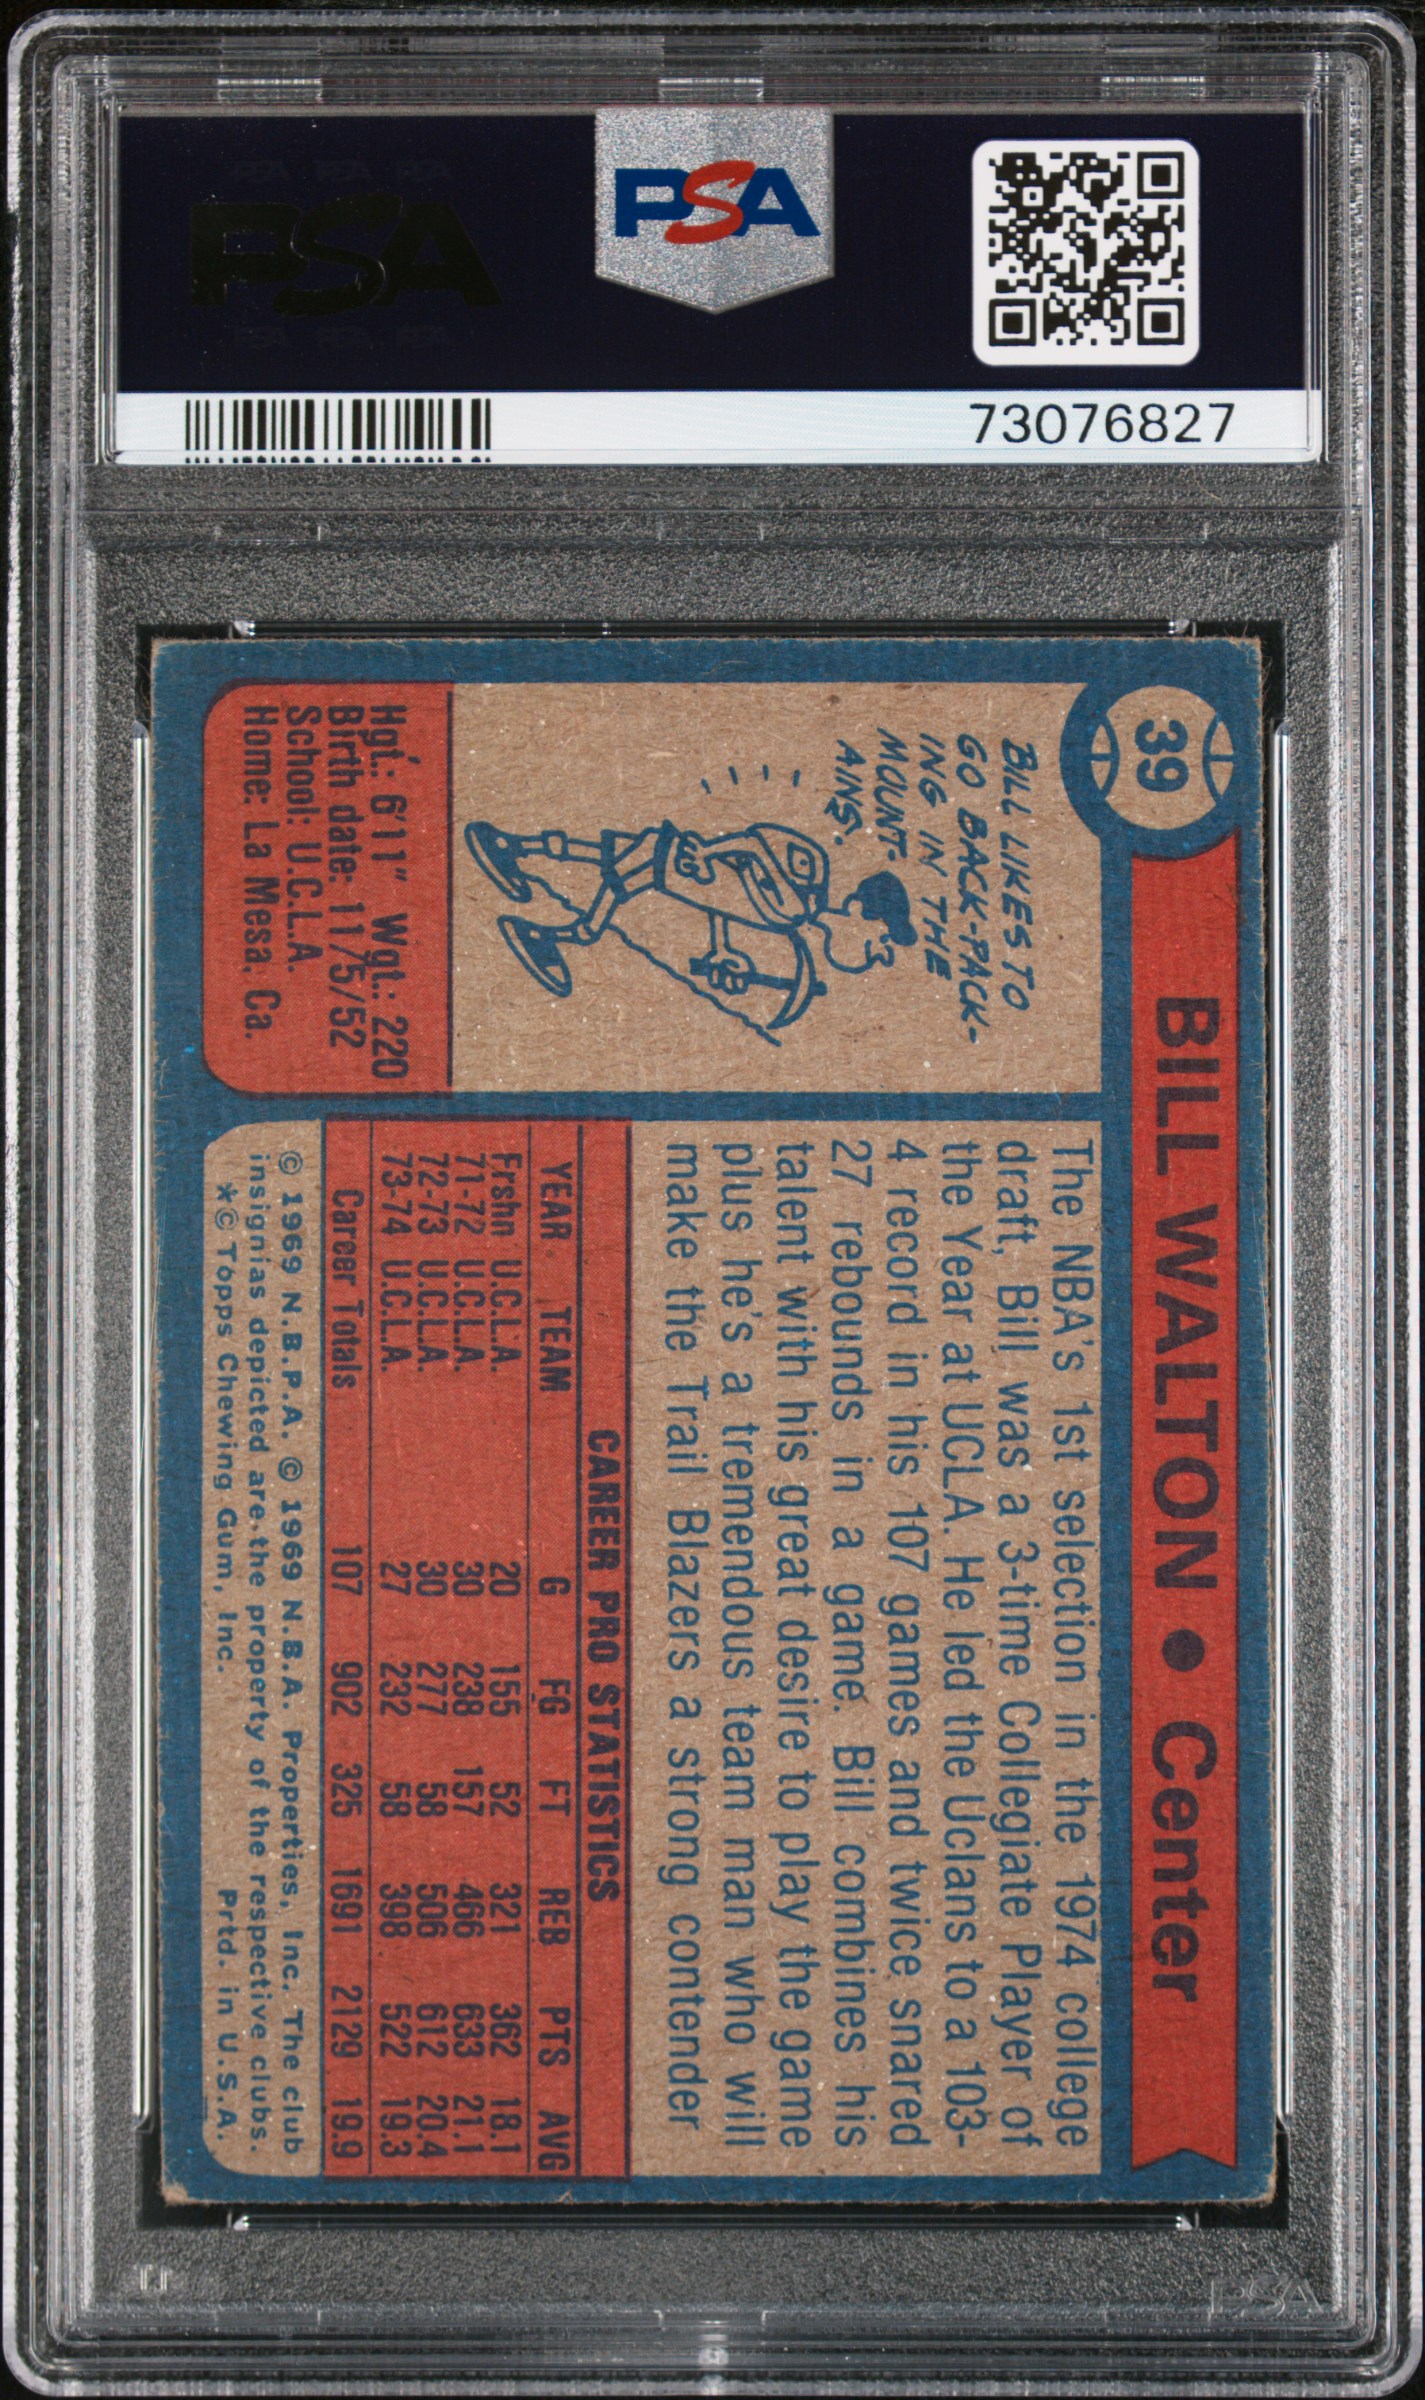 PSA
PSA PSA PSA
PSA
PSA PSA PSA
73076827
39
BILL WALTON • Center
BILL LIKES TO
GO BACK-PACK-
ING IN THE
MOUNT-
AINS.
Hgt.: 6'11" Wgt.: 220
Birth date: 11/5/52
School: U.C.L.A.
Home: La Mesa, Ca.
The NBA's 1st selection in the 1974 college
draft, Bill was a 3-time Collegiate Player of
the Year at UCLA. He led the Uclans to a 103-
4 record in his 107 games and twice snared
27 rebounds in a game. Bill combines his
talent with his great desire to play the game
plus he's a tremendous team man who will
make the Trail Blazers a strong contender
CAREER PRO STATISTICS
YEAR TEAM G FG FT REB PTS AVG
Frshn U.C.L.A. 20 155 52 321 362 18.1
71-72 U.C.L.A. 30 238 157 466 633 21.1
72-73 U.C.L.A. 30 277 58 506 612 20.4
73-74 U.C.L.A. 27 232 58 398 522 19.3
Career Totals 107 902 325 1691 2129 19.9
© 1969 N.B.P.A. © 1969 N.B.A. Properties, Inc. The club
insignias depicted are the property of the respective clubs.
*© Topps Chewing Gum, Inc. Prtd. in U.S.A.
PSA